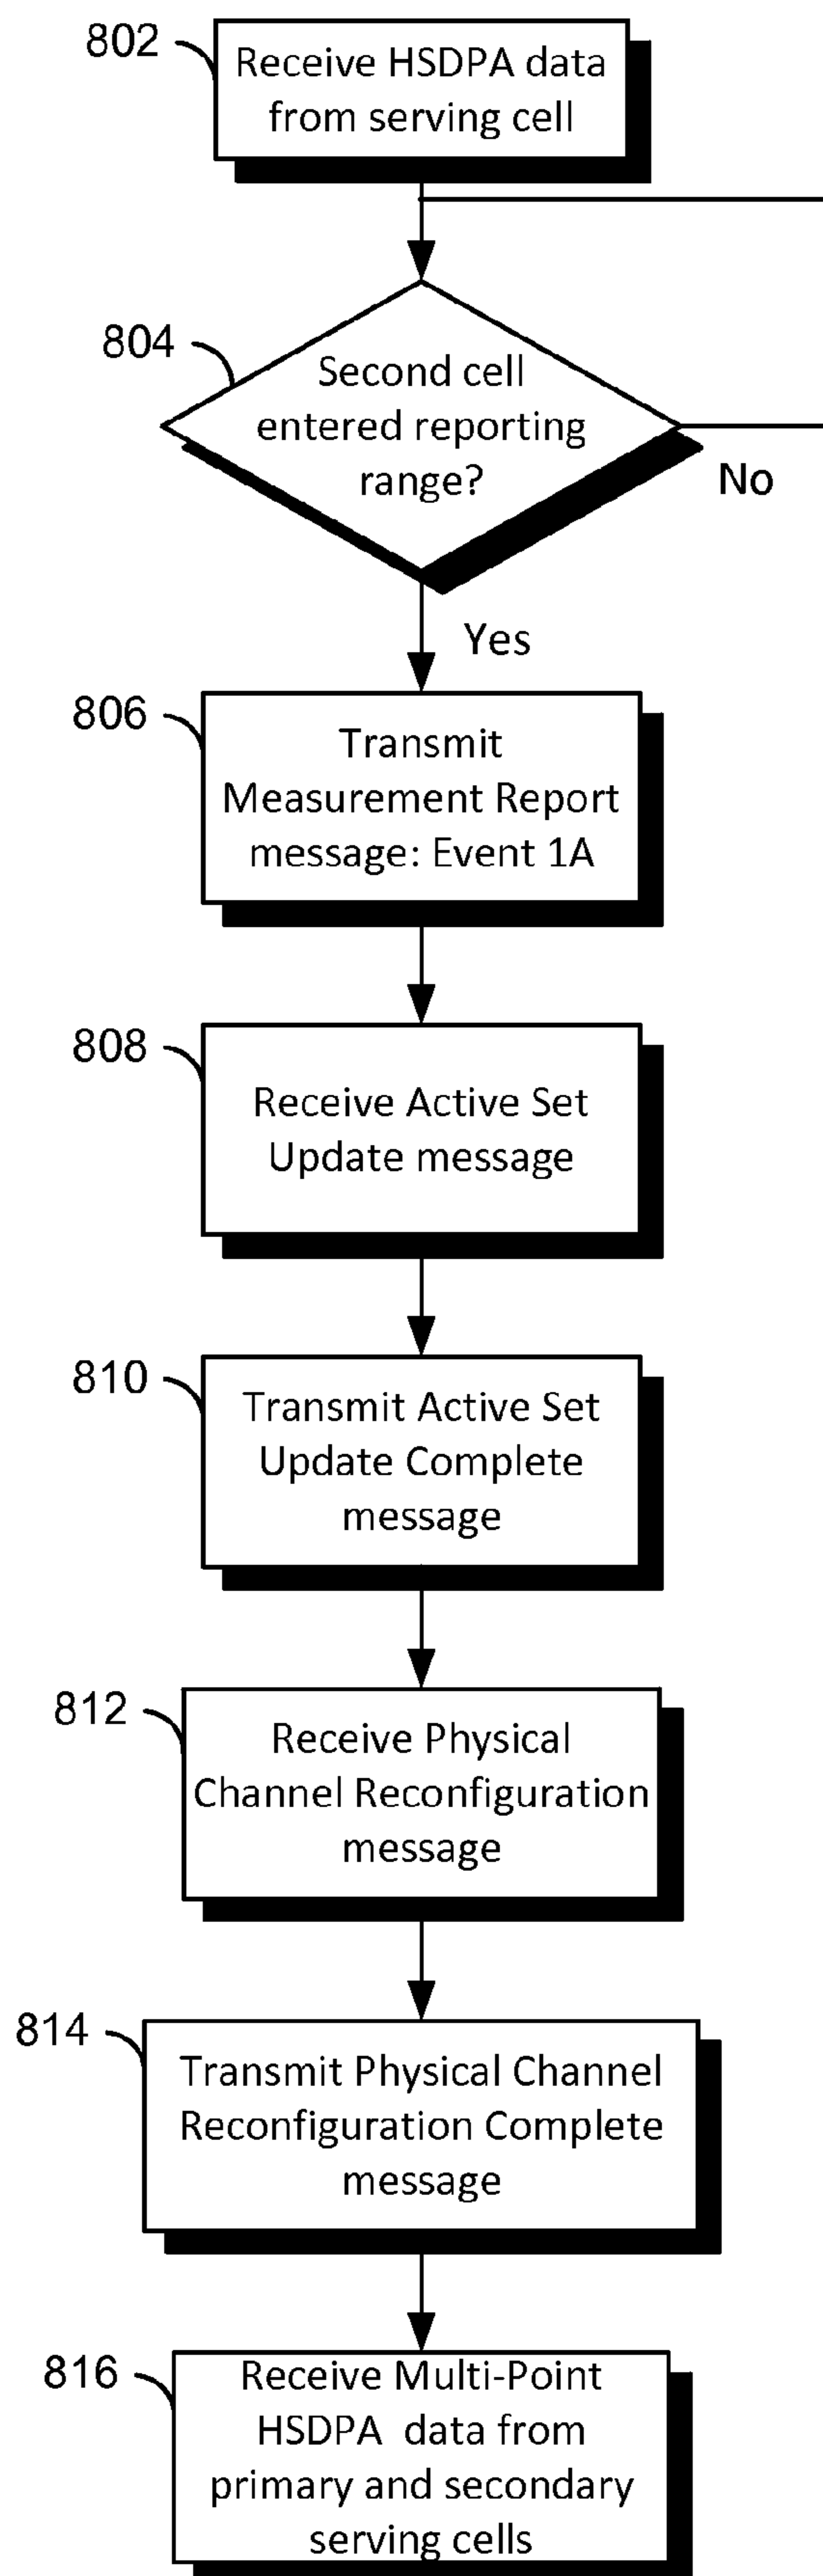 802
Receive HSDPA data
from serving cell
804
Second cell
entered reporting
range?
No
Yes
806
Transmit
Measurement Report
message: Event 1A
808
Receive Active Set
Update message
810
Transmit Active Set
Update Complete
message
812
Receive Physical
Channel Reconfiguration
message
814
Transmit Physical Channel
Reconfiguration Complete
message
816
Receive Multi-Point
HSDPA data from
primary and secondary
serving cells